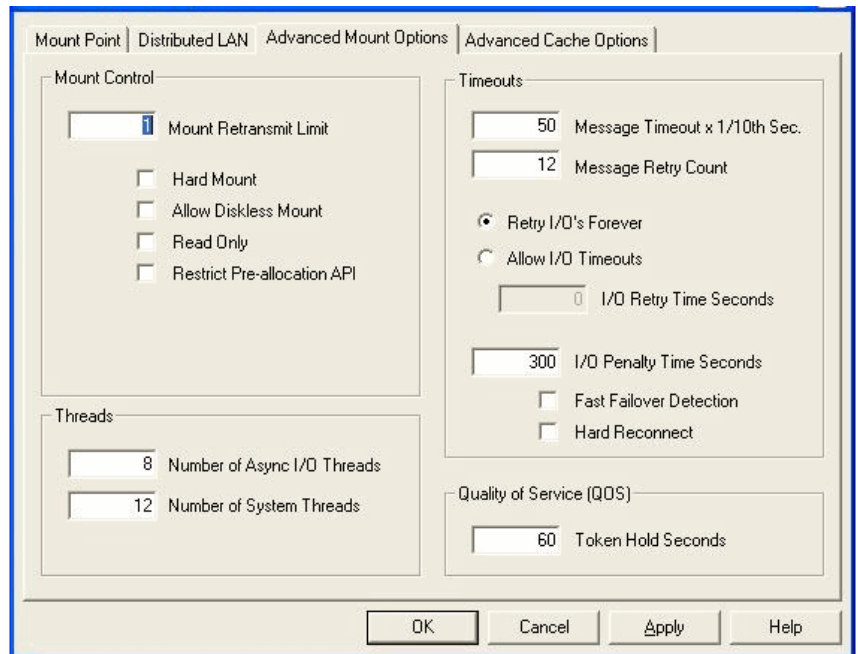 Mount Point
Distributed LAN
Advanced Mount Options
Advanced Cache Options
Mount Control
1 Mount Retransmit Limit
Hard Mount
Allow Diskless Mount
Read Only
Restrict Pre-allocation API
Threads
8 Number of Async I/O Threads
12 Number of System Threads
Timeouts
50 Message Timeout x 1/10th Sec.
12 Message Retry Count
Retry I/O's Forever
Allow I/O Timeouts
0 I/O Retry Time Seconds
300 I/O Penalty Time Seconds
Fast Failover Detection
Hard Reconnect
Quality of Service (QOS)
60 Token Hold Seconds
OK
Cancel
Apply
Help